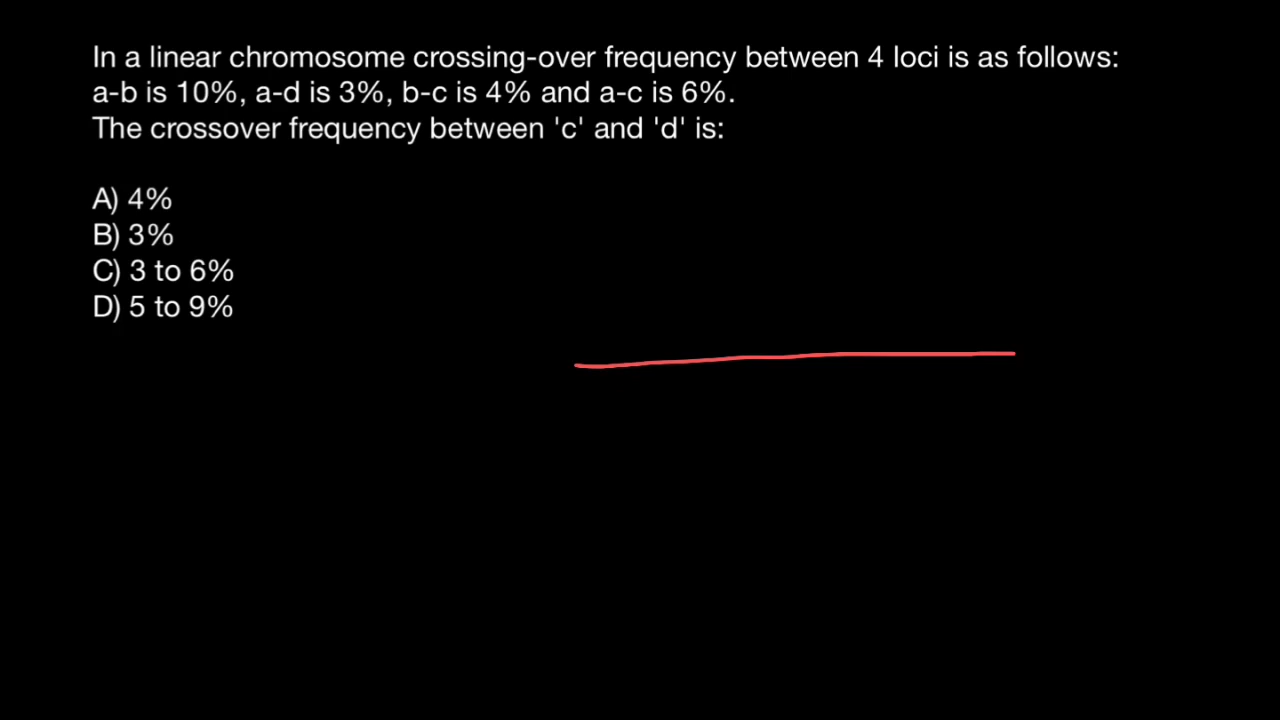 In a linear chromosome crossing-over frequency between 4 loci is as follows:
a-b is 10%, a-d is 3%, b-c is 4% and a-c is 6%.
The crossover frequency between 'c' and 'd' is:
A) 4%
B) 3%
C) 3 to 6%
D) 5 to 9%